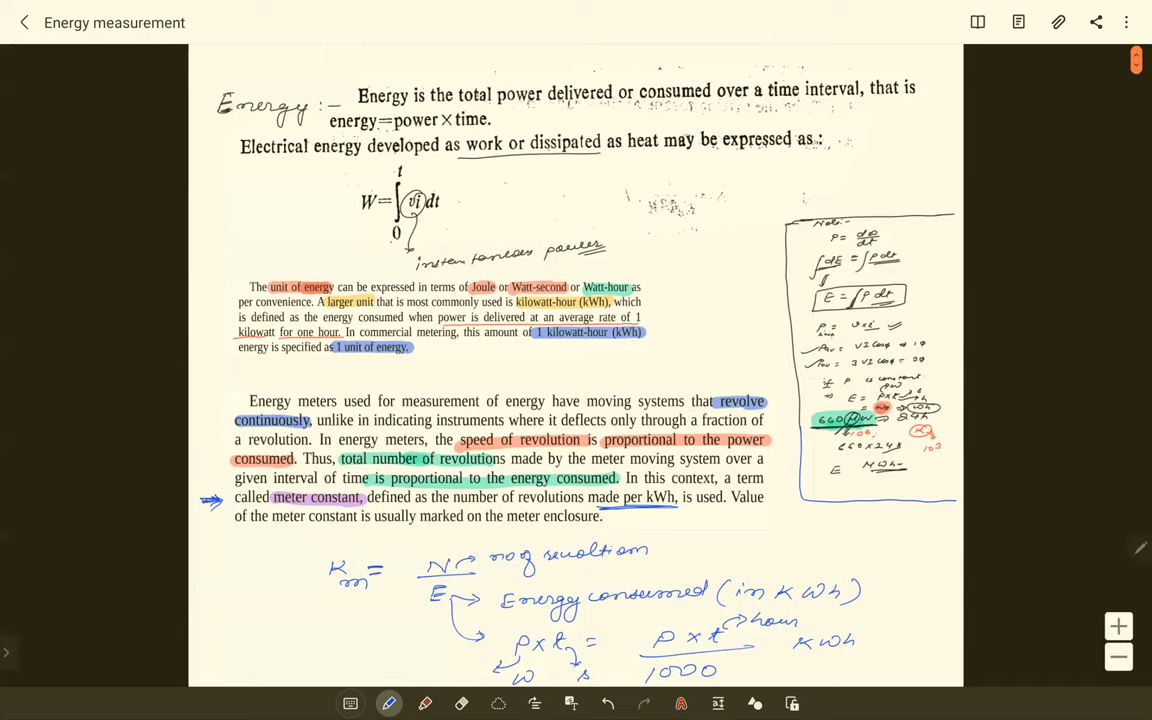 Energy measurement
Energy :- Energy is the total power delivered or consumed over a time interval, that is
energy=power×time.
Electrical energy developed as work or dissipated as heat may be expressed as :
t
W=∫vi dt
0
instantaneous power
The unit of energy can be expressed in terms of Joule or Watt-second or Watt-hour as
per convenience. A larger unit that is most commonly used is kilowatt-hour (kWh), which
is defined as the energy consumed when power is delivered at an average rate of 1
kilowatt for one hour. In commercial metering, this amount of 1 kilowatt-hour (kWh)
energy is specified as 1 unit of energy.
Energy meters used for measurement of energy have moving systems that revolve
continuously, unlike in indicating instruments where it deflects only through a fraction of
a revolution. In energy meters, the speed of revolution is proportional to the power
consumed. Thus, total number of revolutions made by the meter moving system over a
given interval of time is proportional to the energy consumed. In this context, a term
called meter constant, defined as the number of revolutions made per kWh, is used. Value
of the meter constant is usually marked on the meter enclosure.
Note:-
∫dE = ∫P dt
E = ∫P dt
if P is constant
E = P×t
E MWh
Km = N → no of
E → Energy consumed (in KWh)
P×t = P×t → hour KWh
W s 1000